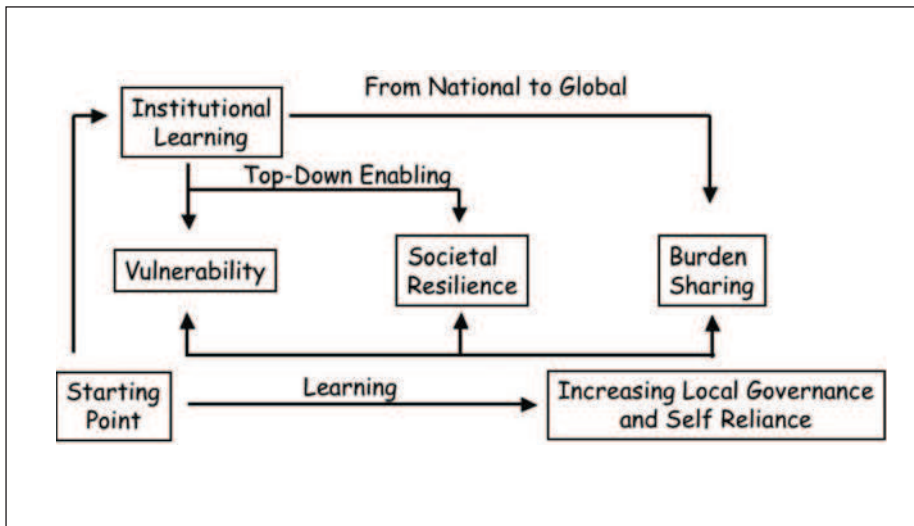 From National to Global
Institutional
Learning
Top-Down Enabling
Vulnerability
Societal
Resilience
Burden
Sharing
Starting
Point
Learning
Increasing Local Governance
and Self Reliance